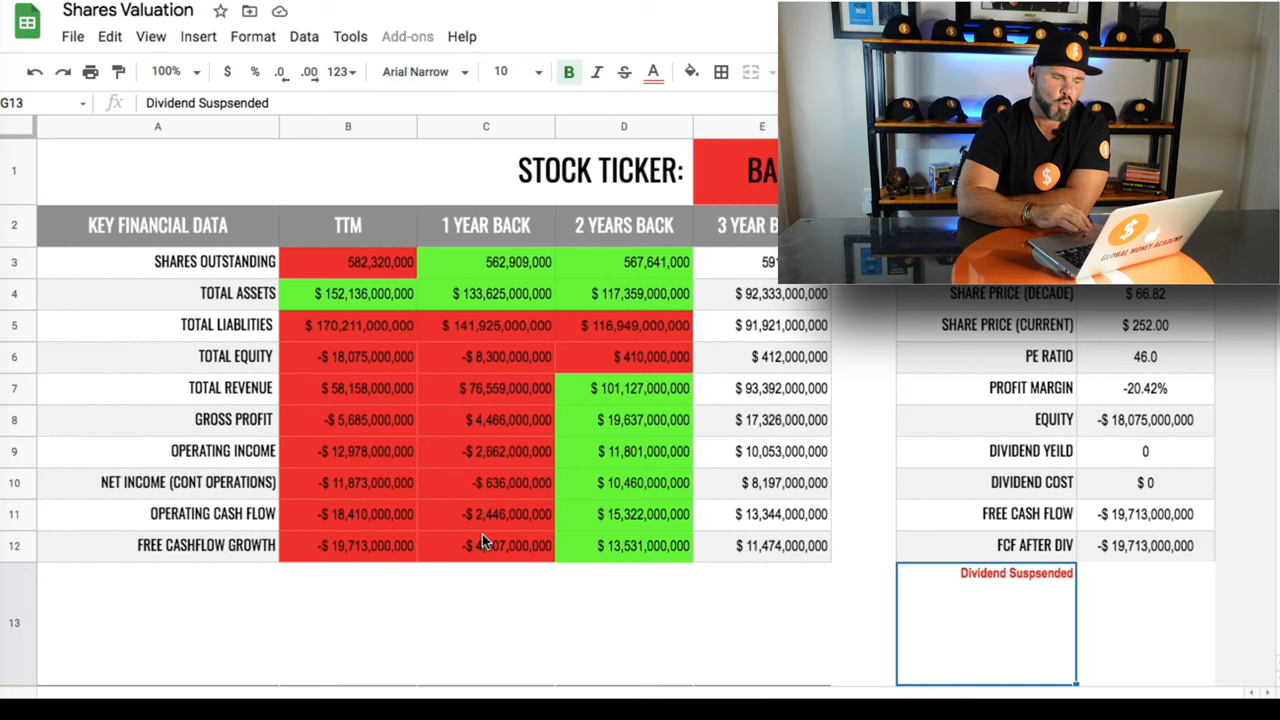 Shares Valuation
File Edit View Insert Format Data Tools Add-ons Help
100% $ % .0 .00 123 Arial Narrow 10 B I S A
G13 fx Dividend Suspsended
A B C D E
1 STOCK TICKER: BA
2 KEY FINANCIAL DATA TTM 1 YEAR BACK 2 YEARS BACK 3 YEAR B
3 SHARES OUTSTANDING 582,320,000 562,909,000 567,641,000 591
4 TOTAL ASSETS $ 152,136,000,000 $ 133,625,000,000 $ 117,359,000,000 $ 92,333,000,000 SHARE PRICE (DECADE) $ 66.82
5 TOTAL LIABLITIES $ 170,211,000,000 $ 141,925,000,000 $ 116,949,000,000 $ 91,921,000,000 SHARE PRICE (CURRENT) $ 252.00
6 TOTAL EQUITY -$ 18,075,000,000 -$ 8,300,000,000 $ 410,000,000 $ 412,000,000 PE RATIO 46.0
7 TOTAL REVENUE $ 58,158,000,000 $ 76,559,000,000 $ 101,127,000,000 $ 93,392,000,000 PROFIT MARGIN -20.42%
8 GROSS PROFIT -$ 5,685,000,000 $ 4,466,000,000 $ 19,637,000,000 $ 17,326,000,000 EQUITY -$ 18,075,000,000
9 OPERATING INCOME -$ 12,978,000,000 -$ 2,662,000,000 $ 11,801,000,000 $ 10,053,000,000 DIVIDEND YEILD 0
10 NET INCOME (CONT OPERATIONS) -$ 11,873,000,000 -$ 636,000,000 $ 10,460,000,000 $ 8,197,000,000 DIVIDEND COST $ 0
11 OPERATING CASH FLOW -$ 18,410,000,000 -$ 2,446,000,000 $ 15,322,000,000 $ 13,344,000,000 FREE CASH FLOW -$ 19,713,000,000
12 FREE CASHFLOW GROWTH -$ 19,713,000,000 $ 13,531,000,000 $ 11,474,000,000 FCF AFTER DIV -$ 19,713,000,000
13 Dividend Suspsended
GLOBAL MONEY ACADEMY